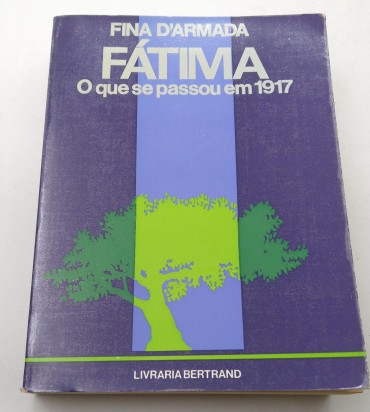 FINA D'ARMADA
FÁTIMA
O que se passou em 1917
LIVRARIA BERTRAND